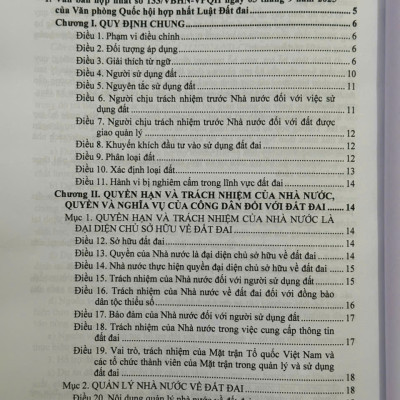 của Văn phòng Quốc hội hợp nhất Luật Đất đai ........ 5
Chương I. QUY ĐỊNH CHUNG ........ 6
Điều 1. Phạm vi điều chỉnh ........ 6
Điều 2. Đối tượng áp dụng ........ 6
Điều 3. Giải thích từ ngữ ........ 6
Điều 4. Người sử dụng đất ........ 10
Điều 5. Nguyên tắc sử dụng đất ........ 11
Điều 6. Người chịu trách nhiệm trước Nhà nước đối với việc sử
dụng đất ........ 11
Điều 7. Người chịu trách nhiệm trước Nhà nước đối với đất được
giao quản lý ........ 12
Điều 8. Khuyến khích đầu tư vào sử dụng đất đai ........ 12
Điều 9. Phân loại đất ........ 12
Điều 10. Xác định loại đất ........ 13
Điều 11. Hành vi bị nghiêm cấm trong lĩnh vực đất đai ........ 14
Chương II. QUYỀN HẠN VÀ TRÁCH NHIỆM CỦA NHÀ NƯỚC,
QUYỀN VÀ NGHĨA VỤ CỦA CÔNG DÂN ĐỐI VỚI ĐẤT ĐAI ........ 14
Mục 1. QUYỀN HẠN VÀ TRÁCH NHIỆM CỦA NHÀ NƯỚC LÀ
ĐẠI DIỆN CHỦ SỞ HỮU VỀ ĐẤT ĐAI ........ 14
Điều 12. Sở hữu đất đai ........ 14
Điều 13. Quyền của Nhà nước là đại diện chủ sở hữu về đất đai ........ 14
Điều 14. Nhà nước thực hiện quyền đại diện chủ sở hữu về đất đai ........ 15
Điều 15. Trách nhiệm của Nhà nước đối với người sử dụng đất ........ 15
Điều 16. Trách nhiệm của Nhà nước về đất đai đối với đồng bào
dân tộc thiểu số ........ 16
Điều 17. Bảo đảm của Nhà nước đối với người sử dụng đất ........ 17
Điều 18. Trách nhiệm của Nhà nước trong việc cung cấp thông tin
đất đai ........ 17
Điều 19. Vai trò, trách nhiệm của Mặt trận Tổ quốc Việt Nam và
các tổ chức thành viên của Mặt trận trong quản lý và sử dụng
đất đai ........ 18
Mục 2. QUẢN LÝ NHÀ NƯỚC VỀ ĐẤT ĐAI ........ 18
Điều 20. Nội dung quản lý nhà nước về đất đai